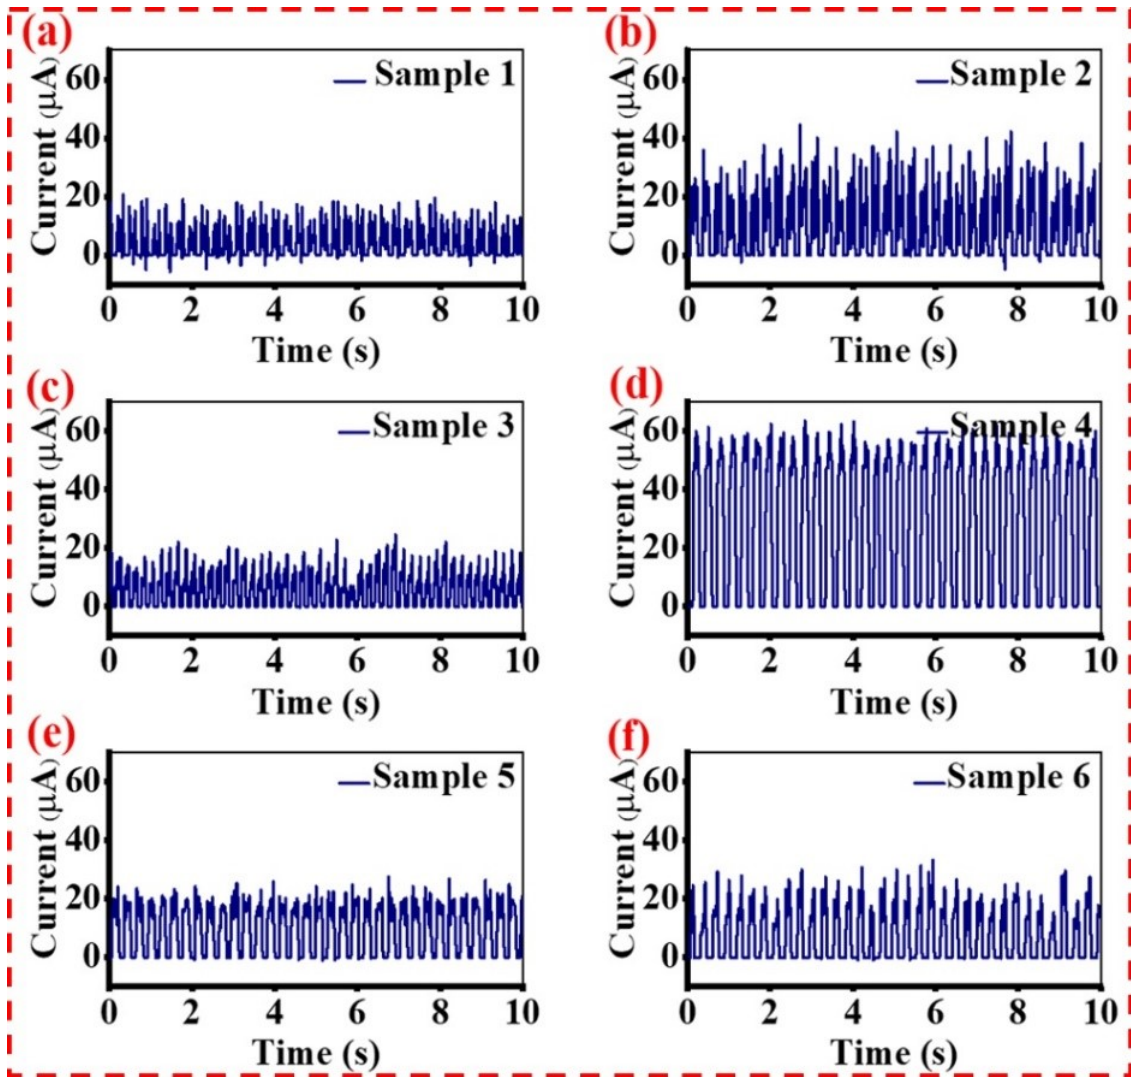 (a)
Sample 1
Current (μA)
60
40
20
0
0 2 4 6 8 10
Time (s)
(b)
Sample 2
Current (μA)
60
40
20
0
0 2 4 6 8 10
Time (s)
(c)
Sample 3
Current (μA)
60
40
20
0
0 2 4 6 8 10
Time (s)
(d)
Sample 4
Current (μA)
60
40
20
0
0 2 4 6 8 10
Time (s)
(e)
Sample 5
Current (μA)
60
40
20
0
0 2 4 6 8 10
Time (s)
(f)
Sample 6
Current (μA)
60
40
20
0
0 2 4 6 8 10
Time (s)